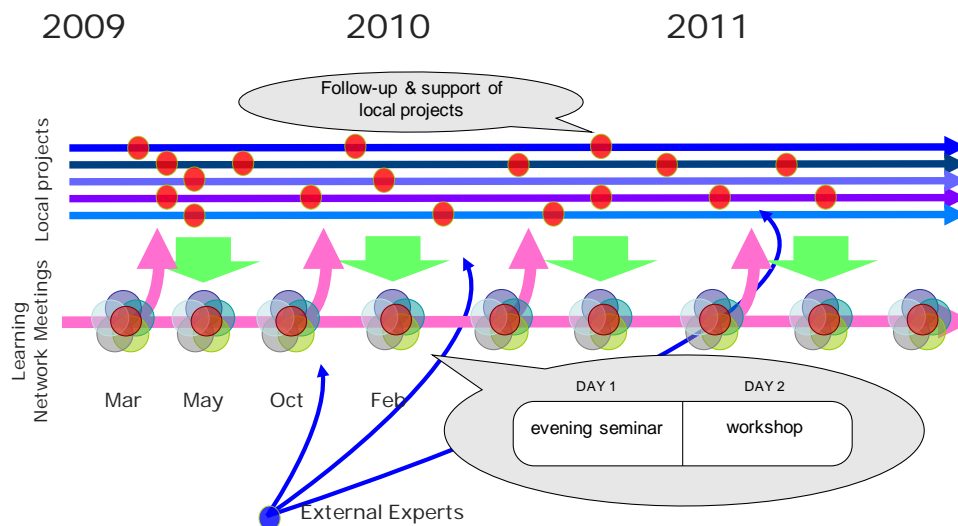 2009 2010 2011
Follow-up & support of
local projects
Local projects
Learning
Network Meetings
Mar May Oct Feb
DAY 1 DAY 2
evening seminar workshop
External Experts